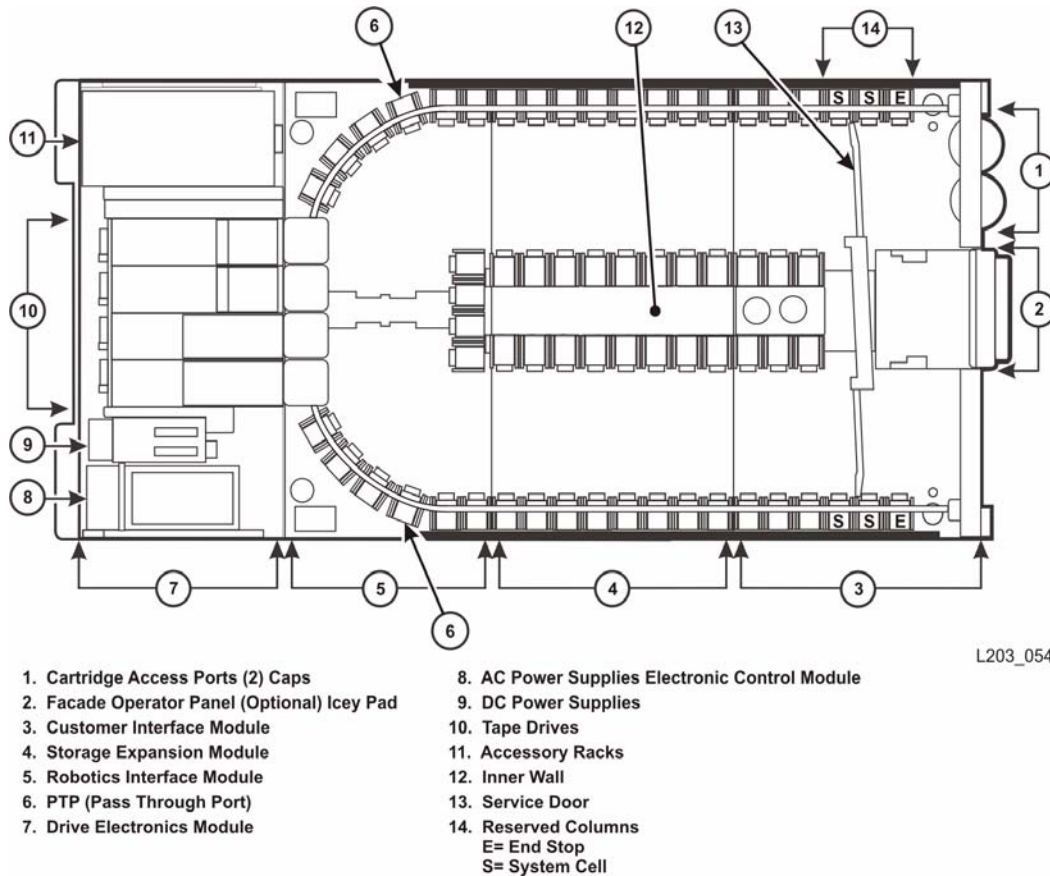 6
12
13
14
S S E
11
1
10
2
9
8
S S E
7
5
4
3
6
L203_054
1. Cartridge Access Ports (2) Caps
2. Facade Operator Panel (Optional) Icey Pad
3. Customer Interface Module
4. Storage Expansion Module
5. Robotics Interface Module
6. PTP (Pass Through Port)
7. Drive Electronics Module
8. AC Power Supplies Electronic Control Module
9. DC Power Supplies
10. Tape Drives
11. Accessory Racks
12. Inner Wall
13. Service Door
14. Reserved Columns
E= End Stop
S= System Cell